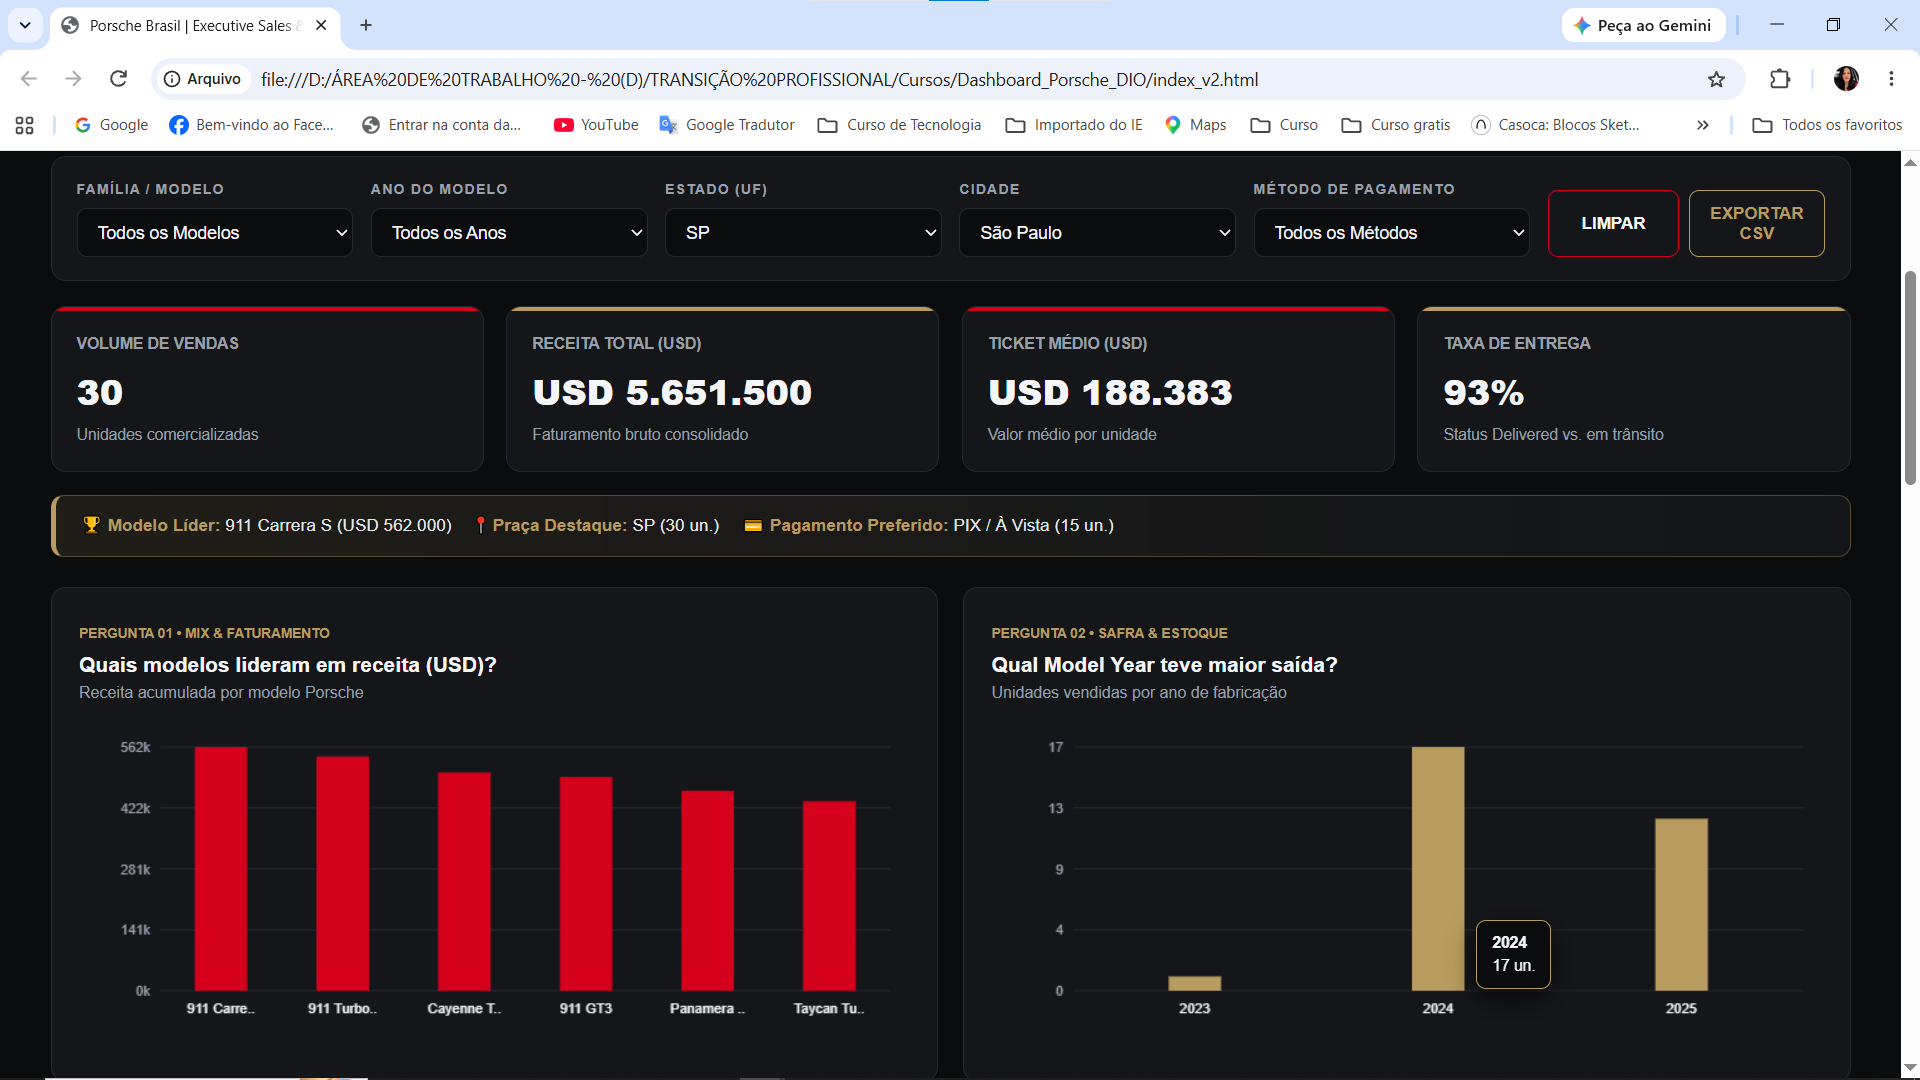 Porsche Brasil | Executive Sales &
Peça ao Gemini
Arquivo
file:///D:/ÁREA%20DE%20TRABALHO%20-%20(D)/TRANSIÇÃO%20PROFISSIONAL/Cursos/Dashboard_Porsche_DIO/index_v2.html
Google
Bem-vindo ao Face...
Entrar na conta da...
YouTube
Google Tradutor
Curso de Tecnologia
Importado do IE
Maps
Curso
Curso gratis
Casoca: Blocos Sket...
Todos os favoritos
FAMÍLIA / MODELO
ANO DO MODELO
ESTADO (UF)
CIDADE
MÉTODO DE PAGAMENTO
Todos os Modelos
Todos os Anos
SP
São Paulo
Todos os Métodos
LIMPAR
EXPORTAR
CSV
VOLUME DE VENDAS
30
Unidades comercializadas
RECEITA TOTAL (USD)
USD 5.651.500
Faturamento bruto consolidado
TICKET MÉDIO (USD)
USD 188.383
Valor médio por unidade
TAXA DE ENTREGA
93%
Status Delivered vs. em trânsito
🏆 Modelo Líder: 911 Carrera S (USD 562.000)
📍 Praça Destaque: SP (30 un.)
💳 Pagamento Preferido: PIX / À Vista (15 un.)
PERGUNTA 01 • MIX & FATURAMENTO
Quais modelos lideram em receita (USD)?
Receita acumulada por modelo Porsche
562k
422k
281k
141k
0k
911 Carre..
911 Turbo..
Cayenne T..
911 GT3
Panamera ..
Taycan Tu..
PERGUNTA 02 • SAFRA & ESTOQUE
Qual Model Year teve maior saída?
Unidades vendidas por ano de fabricação
17
13
9
4
0
2024
17 un.
2023
2024
2025